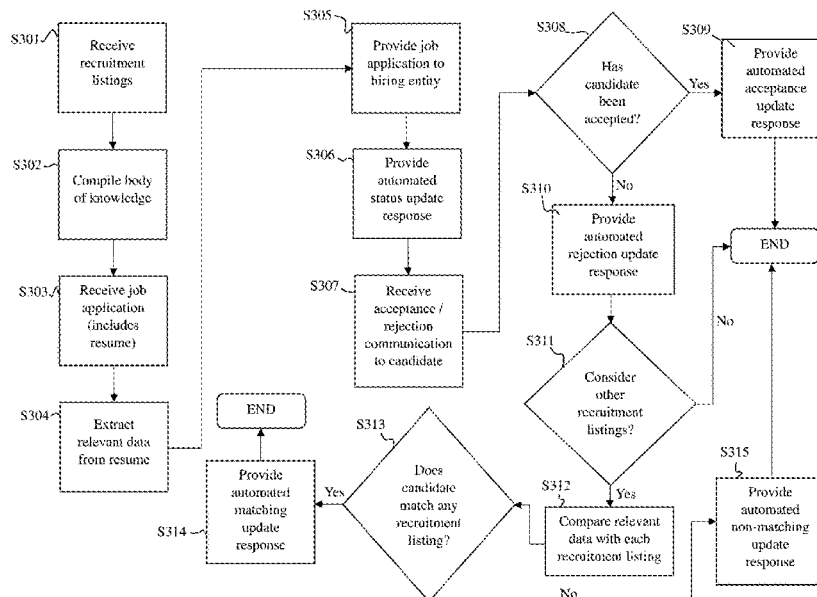 S301
Receive
recruitment
listings
S302
Compile body
of knowledge
S303
Receive job
application
(includes
resume)
S304
Extract
relevant data
from resume
S305
Provide job
application to
hiring entity
S306
Provide
automated
status update
response
S307
Receive
acceptance /
rejection
communication
to candidate
S308
Has
candidate
been
accepted?
Yes
No
S309
Provide
automated
acceptance
update
response
END
S310
Provide
automated
rejection update
response
S311
Consider
other
recruitment
listings?
No
Yes
S312
Compare relevant
data with each
recruitment listing
S313
Does
candidate
match any
recruitment
listing?
Yes
No
S314
Provide
automated
matching
update
response
END
S315
Provide
automated
non-matching
update
response